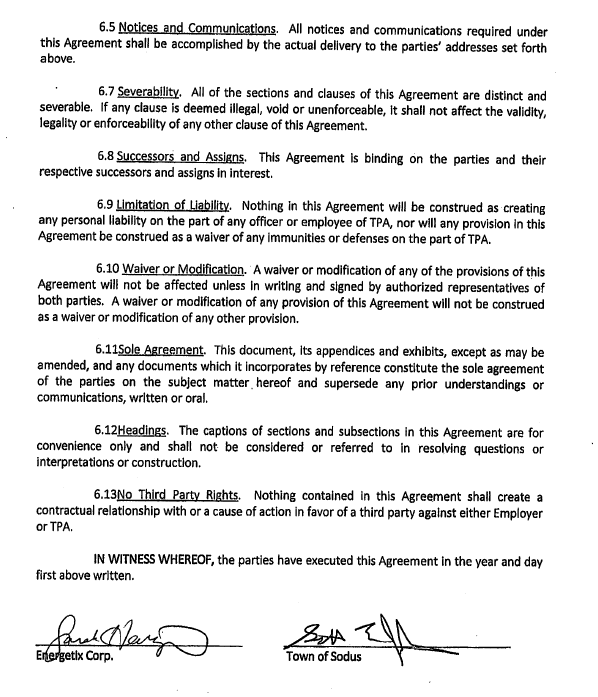 6.5 Notices and Communications. All notices and communications required under
this Agreement shall be accomplished by the actual delivery to the parties' addresses set forth
above.
6.7 Severability. All of the sections and clauses of this Agreement are distinct and
severable. If any clause is deemed illegal, void or unenforceable, it shall not affect the validity,
legality or enforceability of any other clause of this Agreement.
6.8 Successors and Assigns. This Agreement is binding on the parties and their
respective successors and assigns in interest.
6.9 Limitation of Liability. Nothing in this Agreement will be construed as creating
any personal liability on the part of any officer or employee of TPA, nor will any provision in this
Agreement be construed as a waiver of any immunities or defenses on the part of TPA.
6.10 Waiver or Modification. A waiver or modification of any of the provisions of this
Agreement will not be affected unless in writing and signed by authorized representatives of
both parties. A waiver or modification of any provision of this Agreement will not be construed
as a waiver or modification of any other provision.
6.11Sole Agreement. This document, its appendices and exhibits, except as may be
amended, and any documents which it incorporates by reference constitute the sole agreement
of the parties on the subject matter hereof and supersede any prior understandings or
communications, written or oral.
6.12Headings. The captions of sections and subsections in this Agreement are for
convenience only and shall not be considered or referred to in resolving questions or
interpretations or construction.
6.13No Third Party Rights. Nothing contained in this Agreement shall create a
contractual relationship with or a cause of action in favor of a third party against either Employer
or TPA.
IN WITNESS WHEREOF, the parties have executed this Agreement in the year and day
first above written.
Energetix Corp. Town of Sodus